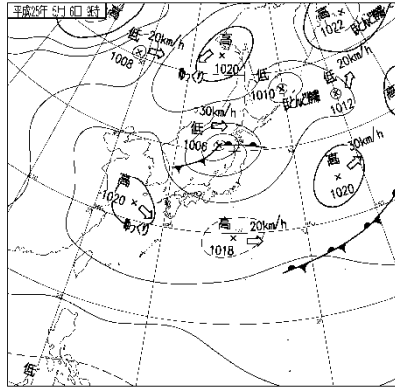 平成25年 5月 6日 9時
高
低
20km/h
1008
ゆっくり
高
1020
高
1022
ほとんど停滞
低
1010
20km/h
低
1012
ほとんど停滞
30km/h
低
1006
高
30km/h
1020
高
1020
ゆっくり
高
20km/h
1018
低